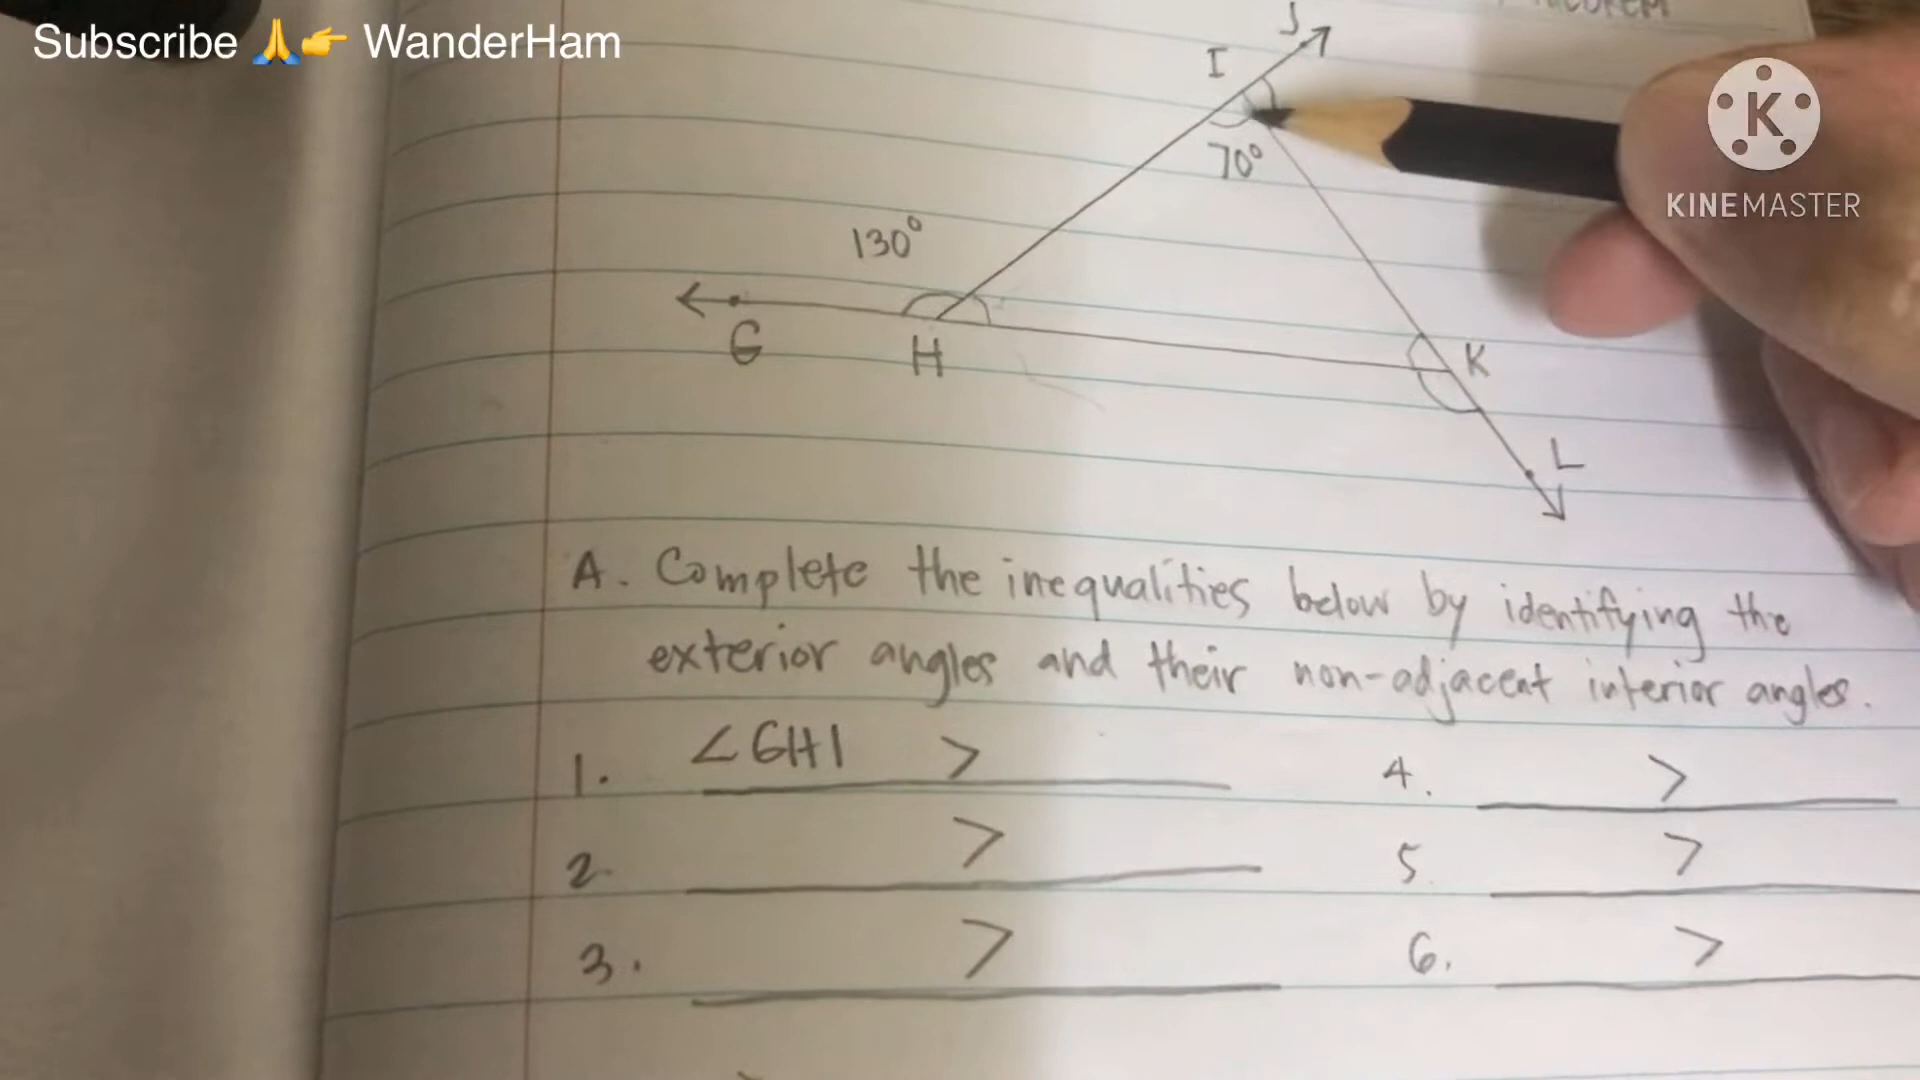 Subscribe 🙏👉 WanderHam
J
I
K
KINEMASTER
70°
130°
G
H
K
L
A. Complete the inequalities below by identifying the
exterior angles and their non-adjacent interior angles.
1. ∠GHI >
4. >
2. >
5. >
3. >
6. >